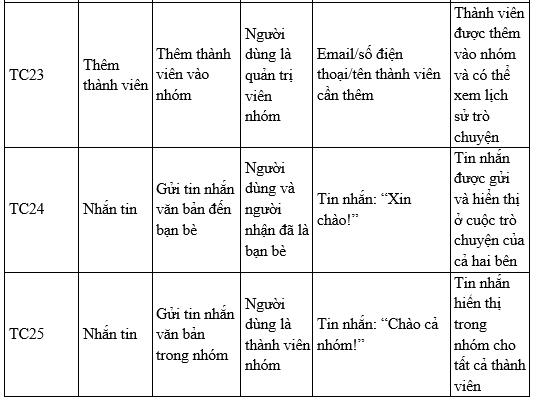 TC23
Thêm
thành viên
Thêm thành
viên vào
nhóm
Người
dùng là
quản trị
viên
nhóm
Email/số điện
thoại/tên thành viên
cần thêm
Thành viên
được thêm
vào nhóm
và có thể
xem lịch
sử trò
chuyện
TC24
Nhắn tin
Gửi tin nhắn
văn bản đến
bạn bè
Người
dùng và
người
nhận đã là
bạn bè
Tin nhắn: “Xin
chào!”
Tin nhắn
được gửi
và hiển thị
ở cuộc trò
chuyện của
cả hai bên
TC25
Nhắn tin
Gửi tin nhắn
văn bản
trong nhóm
Người
dùng là
thành viên
nhóm
Tin nhắn: “Chào cả
nhóm!”
Tin nhắn
hiển thị
trong
nhóm cho
tất cả thành
viên